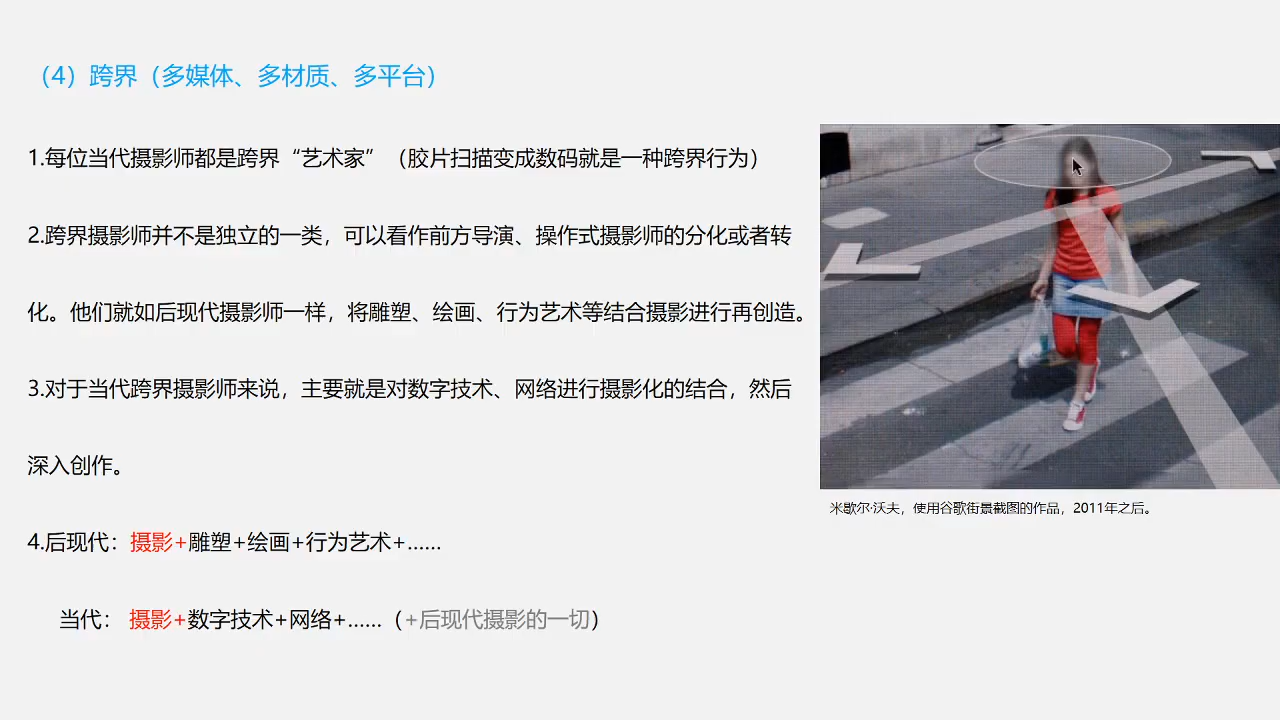 （4）跨界（多媒体、多材质、多平台）
1.每位当代摄影师都是跨界“艺术家”（胶片扫描变成数码就是一种跨界行为）
2.跨界摄影师并不是独立的一类，可以看作前方导演、操作式摄影师的分化或者转
化。他们就如后现代摄影师一样，将雕塑、绘画、行为艺术等结合摄影进行再创造。
3.对于当代跨界摄影师来说，主要就是对数字技术、网络进行摄影化的结合，然后
深入创作。
4.后现代：摄影+雕塑+绘画+行为艺术+......
当代： 摄影+数字技术+网络+......（+后现代摄影的一切）
米歇尔·沃夫，使用谷歌街景截图的作品，2011年之后。